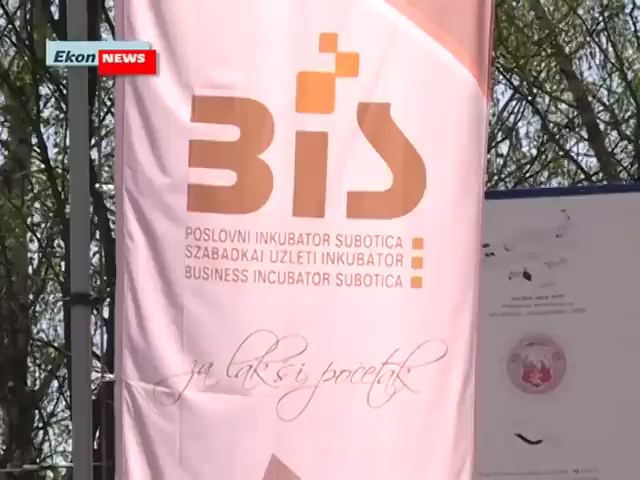 Ekon NEWS
BIS
POSLOVNI INKUBATOR SUBOTICA
SZABADKAI ÜZLETI INKUBÁTOR
BUSINESS INCUBATOR SUBOTICA
za lakši početak